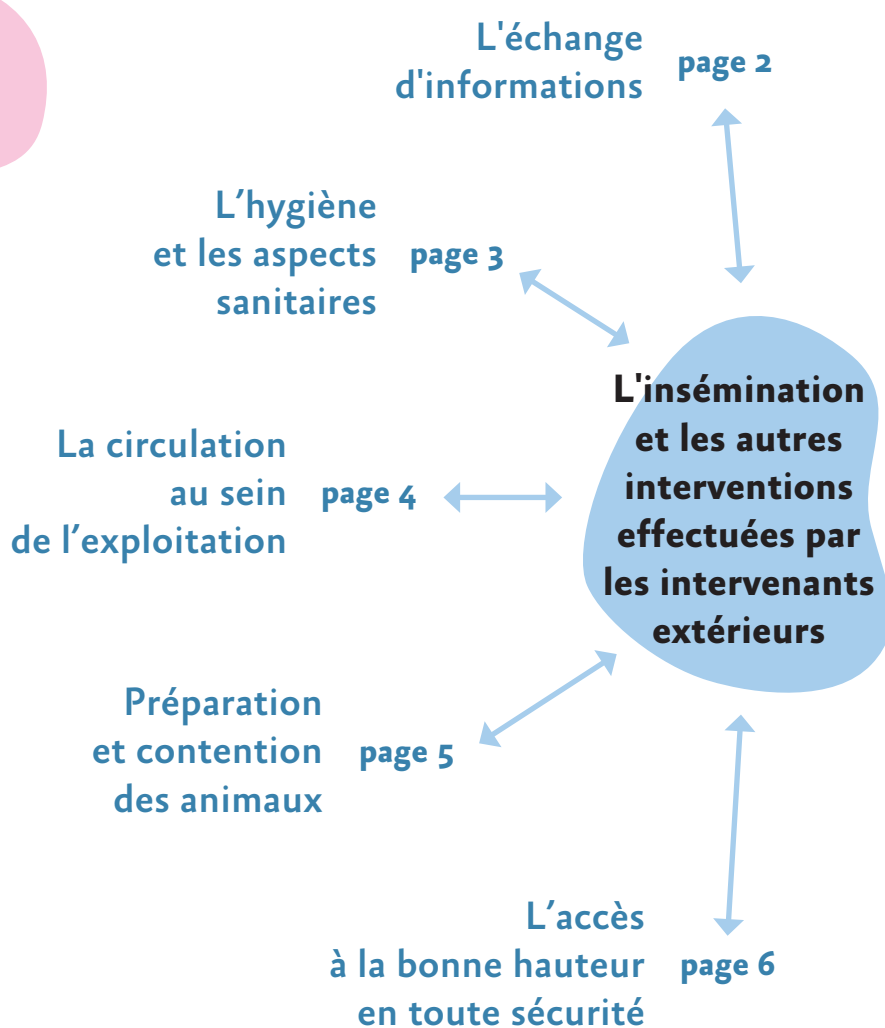 L'échange
d'informations
page 2
L’hygiène
et les aspects
sanitaires
page 3
La circulation
au sein
de l’exploitation
page 4
Préparation
et contention
des animaux
page 5
L’accès
à la bonne hauteur
en toute sécurité
page 6
L'insémination
et les autres
interventions
effectuées par
les intervenants
extérieurs